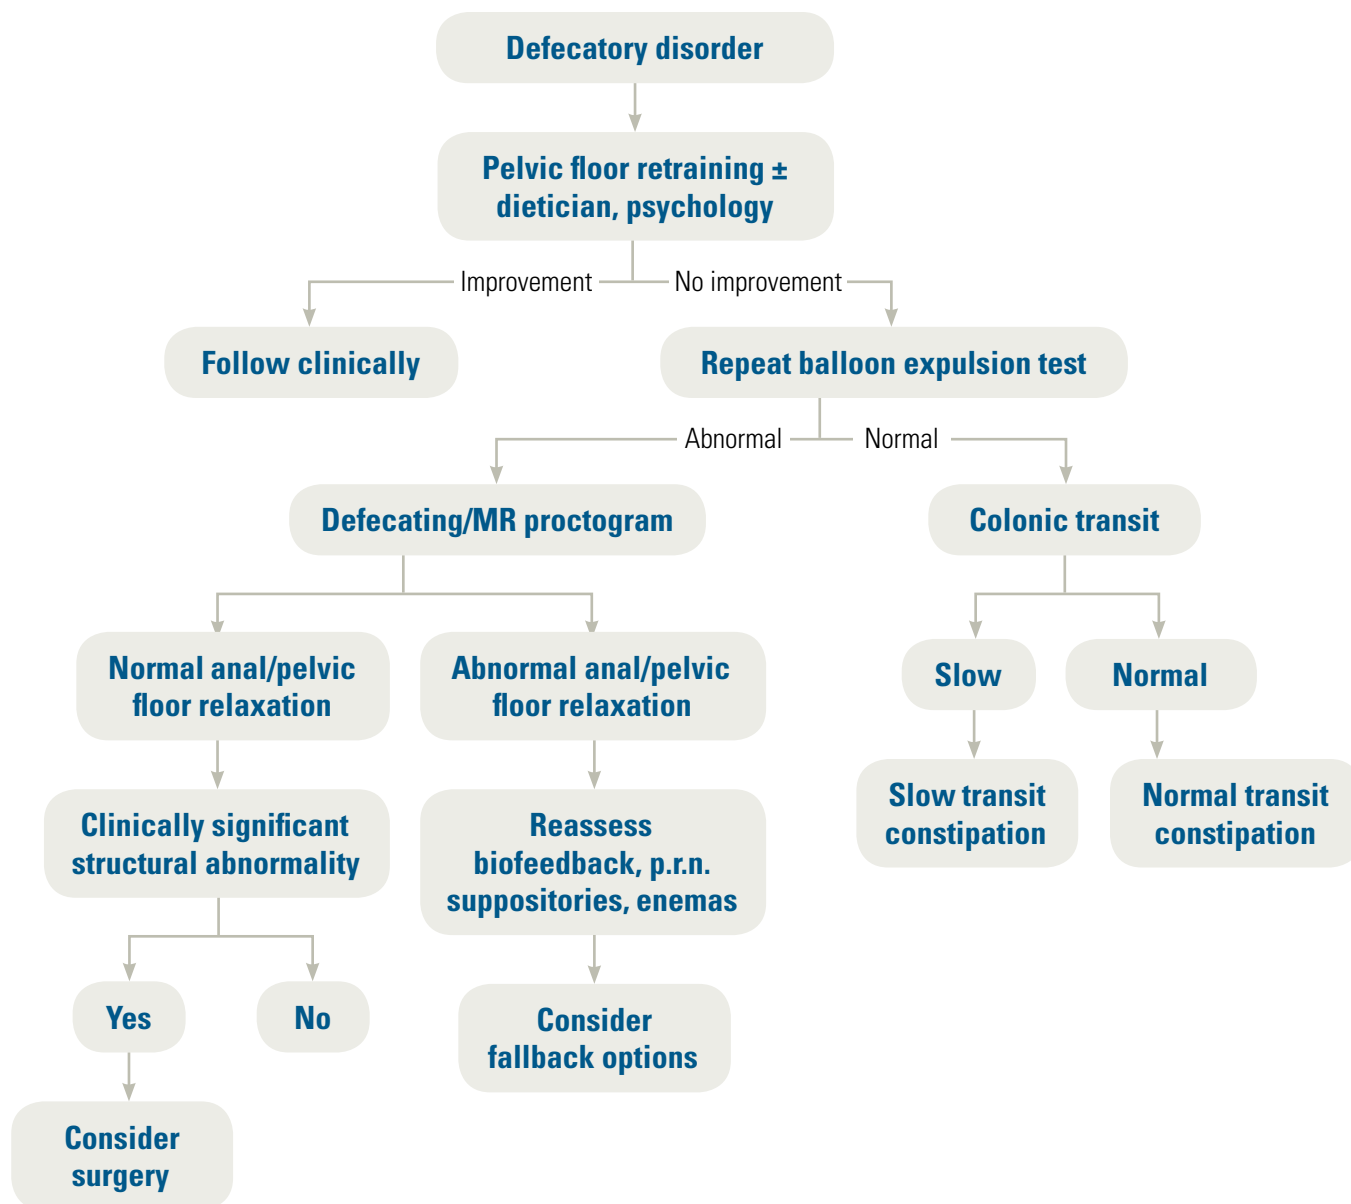 Defecatory disorder
Pelvic floor retraining ±
dietician, psychology
Improvement
No improvement
Follow clinically
Repeat balloon expulsion test
Abnormal
Normal
Defecating/MR proctogram
Colonic transit
Normal anal/pelvic
floor relaxation
Abnormal anal/pelvic
floor relaxation
Slow
Normal
Clinically significant
structural abnormality
Reassess
biofeedback, p.r.n.
suppositories, enemas
Slow transit
constipation
Normal transit
constipation
Yes
No
Consider
fallback options
Consider
surgery